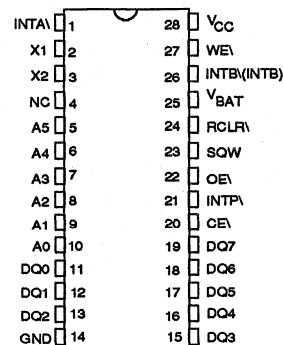 INTA\ 1 28 VCC
X1 2 27 WE\
X2 3 26 INTB\(INTB)
NC 4 25 VBAT
A5 5 24 RCLR\
A4 6 23 SQW
A3 7 22 OE\
A2 8 21 INTP\
A1 9 20 CE\
A0 10 19 DQ7
DQ0 11 18 DQ6
DQ1 12 17 DQ5
DQ2 13 16 DQ4
GND 14 15 DQ3